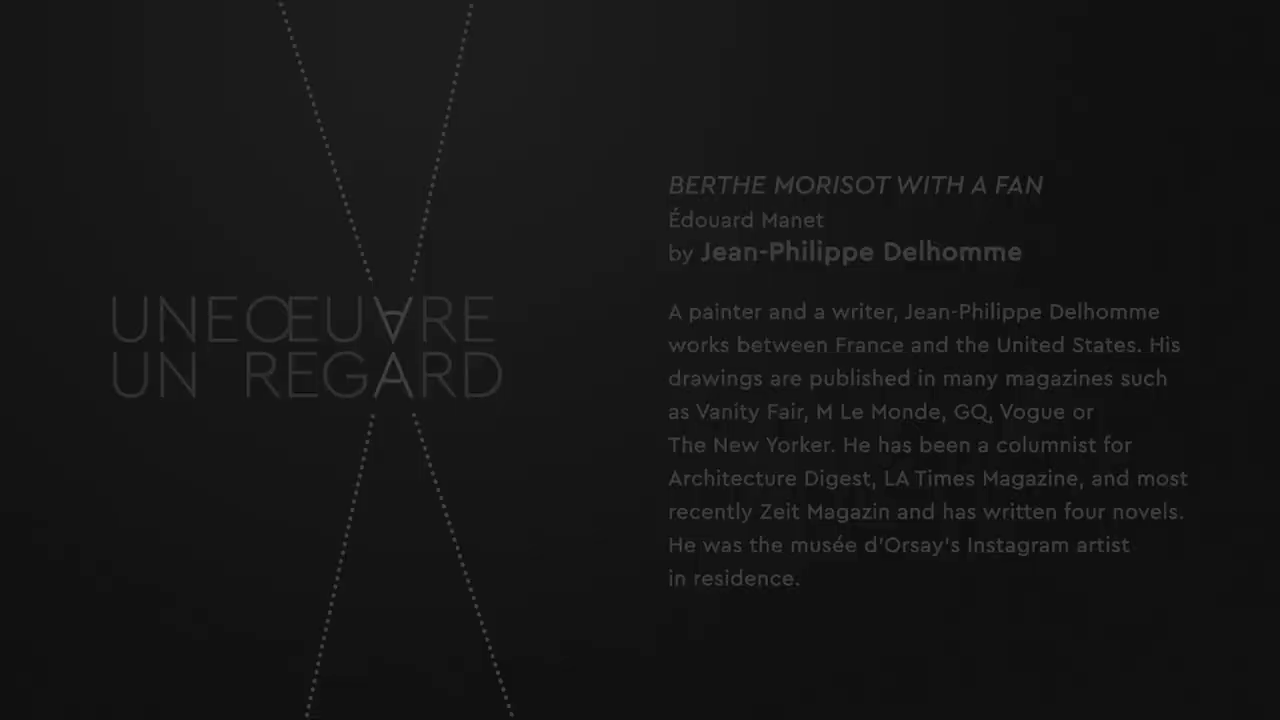 UNE ŒUVRE
UN REGARD
BERTHE MORISOT WITH A FAN
Édouard Manet
by Jean-Philippe Delhomme
A painter and a writer, Jean-Philippe Delhomme
works between France and the United States. His
drawings are published in many magazines such
as Vanity Fair, M Le Monde, GQ, Vogue or
The New Yorker. He has been a columnist for
Architecture Digest, LA Times Magazine, and most
recently Zeit Magazin and has written four novels.
He was the musée d'Orsay's Instagram artist
in residence.